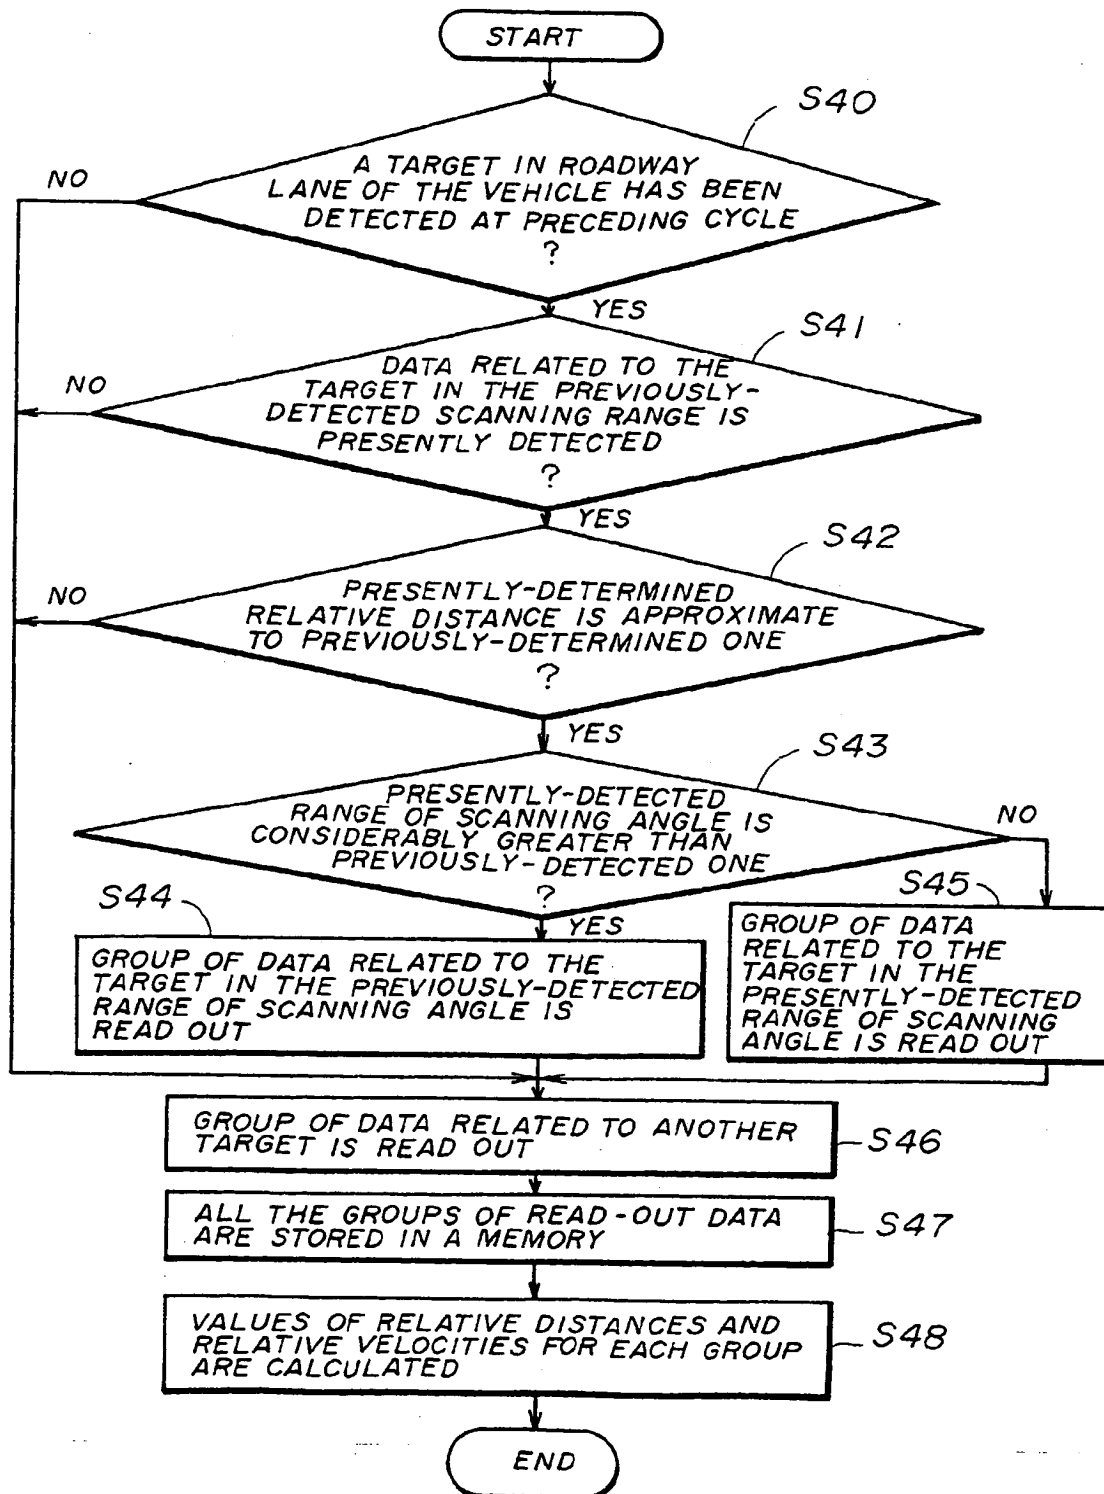 START
S40
A TARGET IN ROADWAY
LANE OF THE VEHICLE HAS BEEN
DETECTED AT PRECEDING CYCLE
?
NO
YES
S41
DATA RELATED TO THE
TARGET IN THE PREVIOUSLY-
DETECTED SCANNING RANGE IS
PRESENTLY DETECTED
?
NO
YES
S42
PRESENTLY-DETERMINED
RELATIVE DISTANCE IS APPROXIMATE
TO PREVIOUSLY-DETERMINED ONE
?
NO
YES
S43
PRESENTLY-DETECTED
RANGE OF SCANNING ANGLE IS
CONSIDERABLY GREATER THAN
PREVIOUSLY-DETECTED ONE
?
NO
YES
S44
GROUP OF DATA RELATED TO THE
TARGET IN THE PREVIOUSLY-DETECTED
RANGE OF SCANNING ANGLE IS
READ OUT
S45
GROUP OF DATA
RELATED TO THE
TARGET IN THE
PRESENTLY-DETECTED
RANGE OF SCANNING
ANGLE IS READ OUT
GROUP OF DATA RELATED TO ANOTHER
TARGET IS READ OUT
S46
ALL THE GROUPS OF READ-OUT DATA
ARE STORED IN A MEMORY
S47
VALUES OF RELATIVE DISTANCES AND
RELATIVE VELOCITIES FOR EACH GROUP
ARE CALCULATED
S48
END